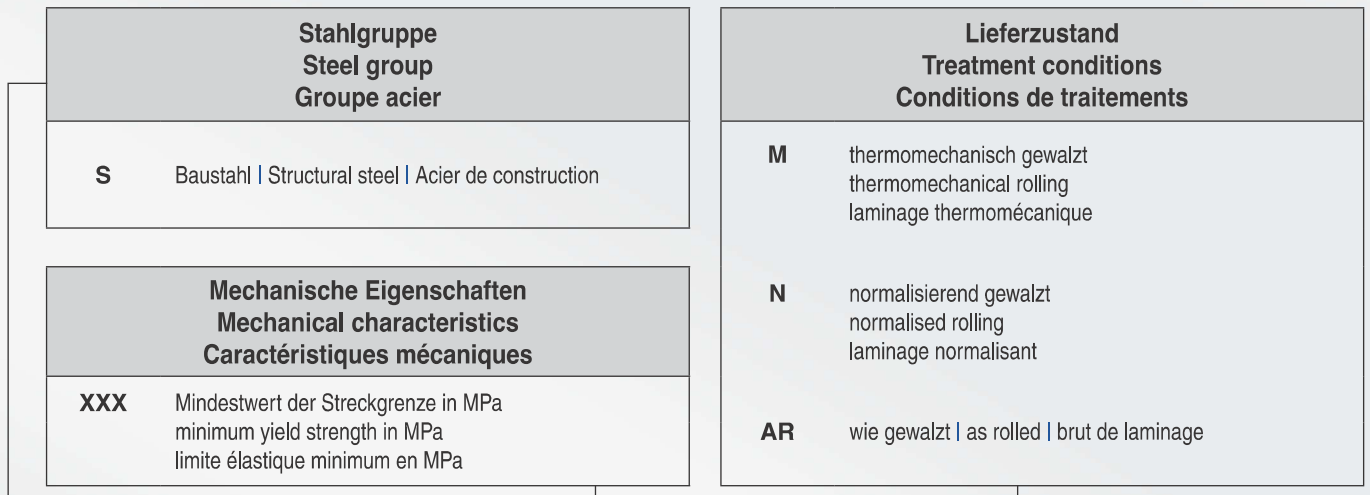 Stahlgruppe
Steel group
Groupe acier
S Baustahl | Structural steel | Acier de construction
Mechanische Eigenschaften
Mechanical characteristics
Caractéristiques mécaniques
XXX Mindestwert der Streckgrenze in MPa
minimum yield strength in MPa
limite élastique minimum en MPa
Lieferzustand
Treatment conditions
Conditions de traitements
M thermomechanisch gewalzt
thermomechanical rolling
laminage thermomécanique
N normalisierend gewalzt
normalised rolling
laminage normalisant
AR wie gewalzt | as rolled | brut de laminage